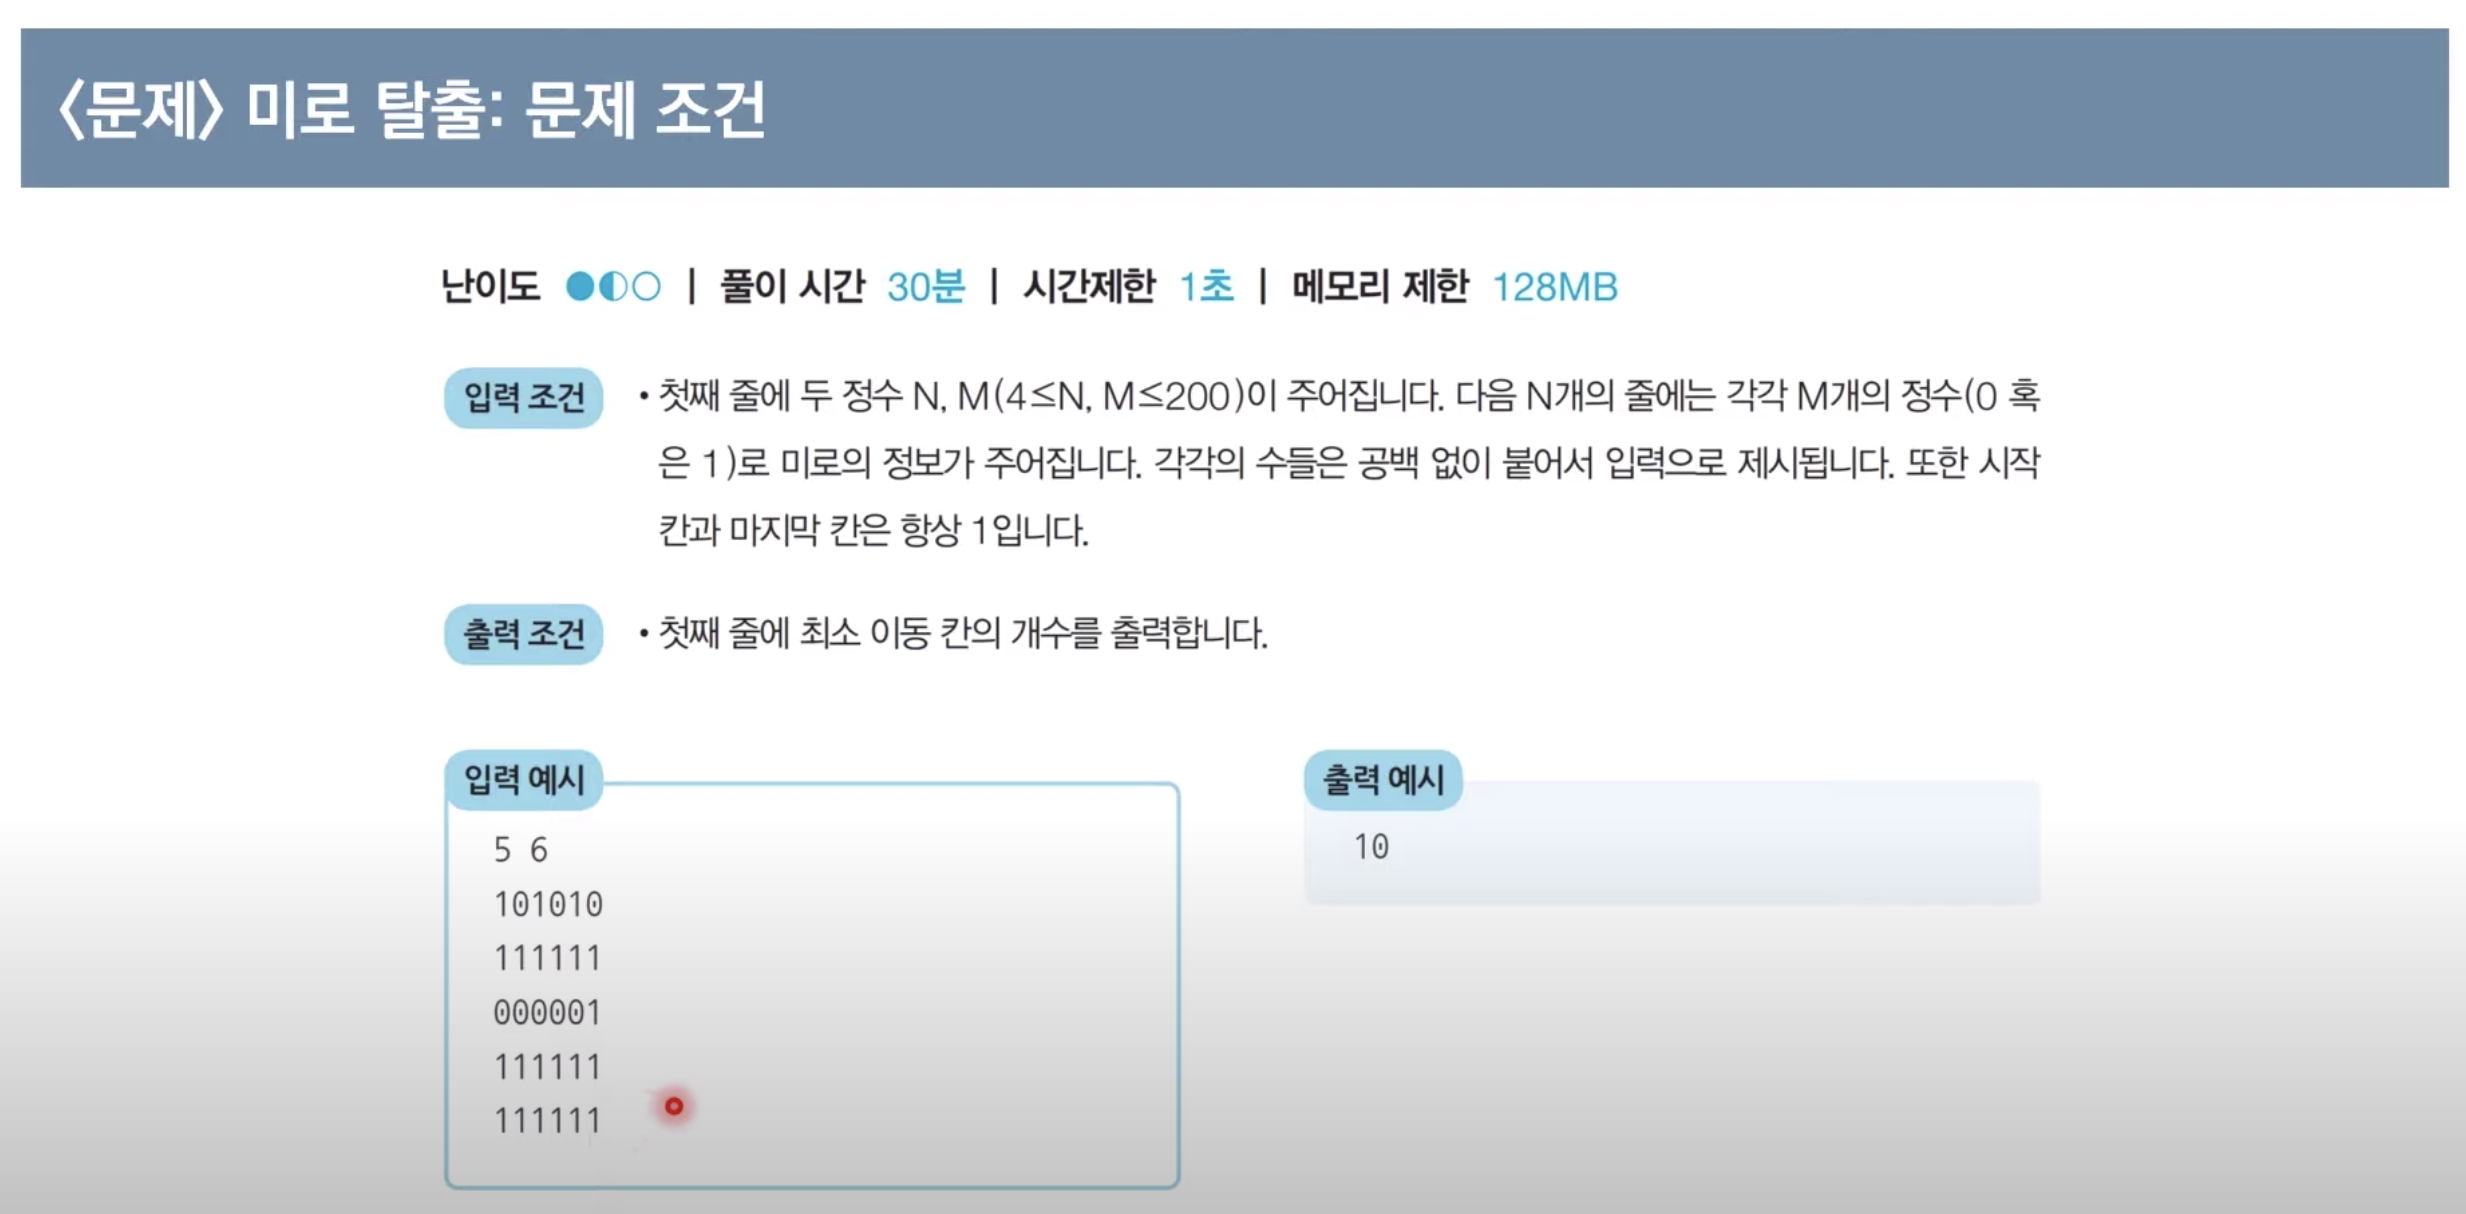 〈문제〉 미로 탈출: 문제 조건
난이도 | 풀이 시간 30분 | 시간제한 1초 | 메모리 제한 128MB
입력 조건
• 첫째 줄에 두 정수 N, M(4≤N, M≤200)이 주어집니다. 다음 N개의 줄에는 각각 M개의 정수(0 혹
은 1)로 미로의 정보가 주어집니다. 각각의 수들은 공백 없이 붙어서 입력으로 제시됩니다. 또한 시작
칸과 마지막 칸은 항상 1입니다.
출력 조건
• 첫째 줄에 최소 이동 칸의 개수를 출력합니다.
입력 예시
5 6
101010
111111
000001
111111
111111
출력 예시
10